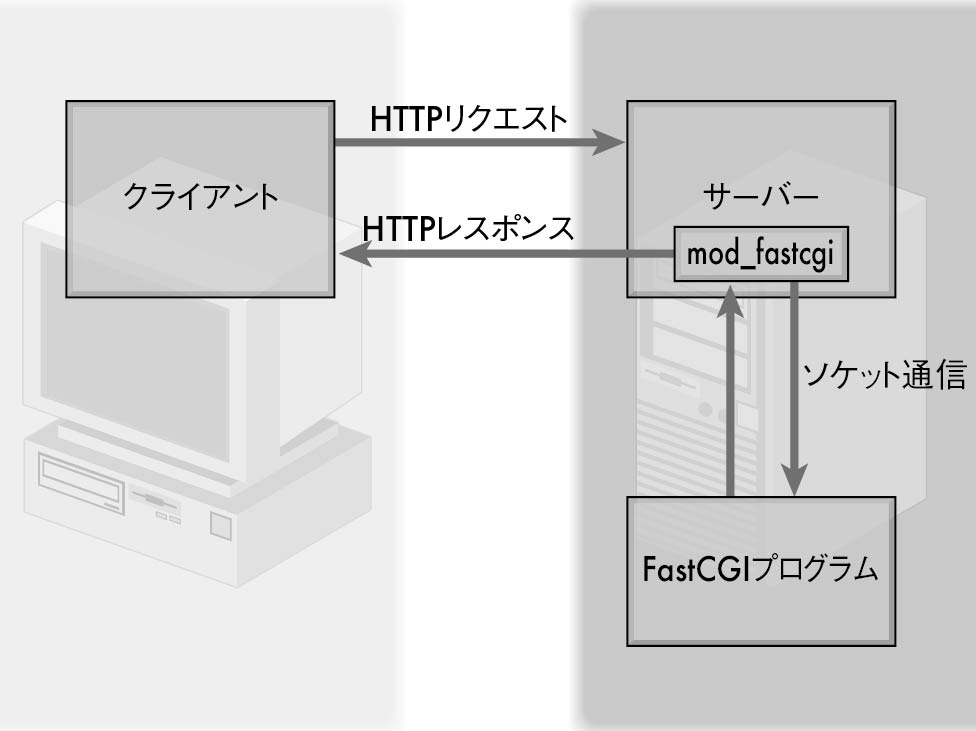 HTTPリクエスト
クライアント
サーバー
HTTPレスポンス
mod_fastcgi
ソケット通信
FastCGIプログラム